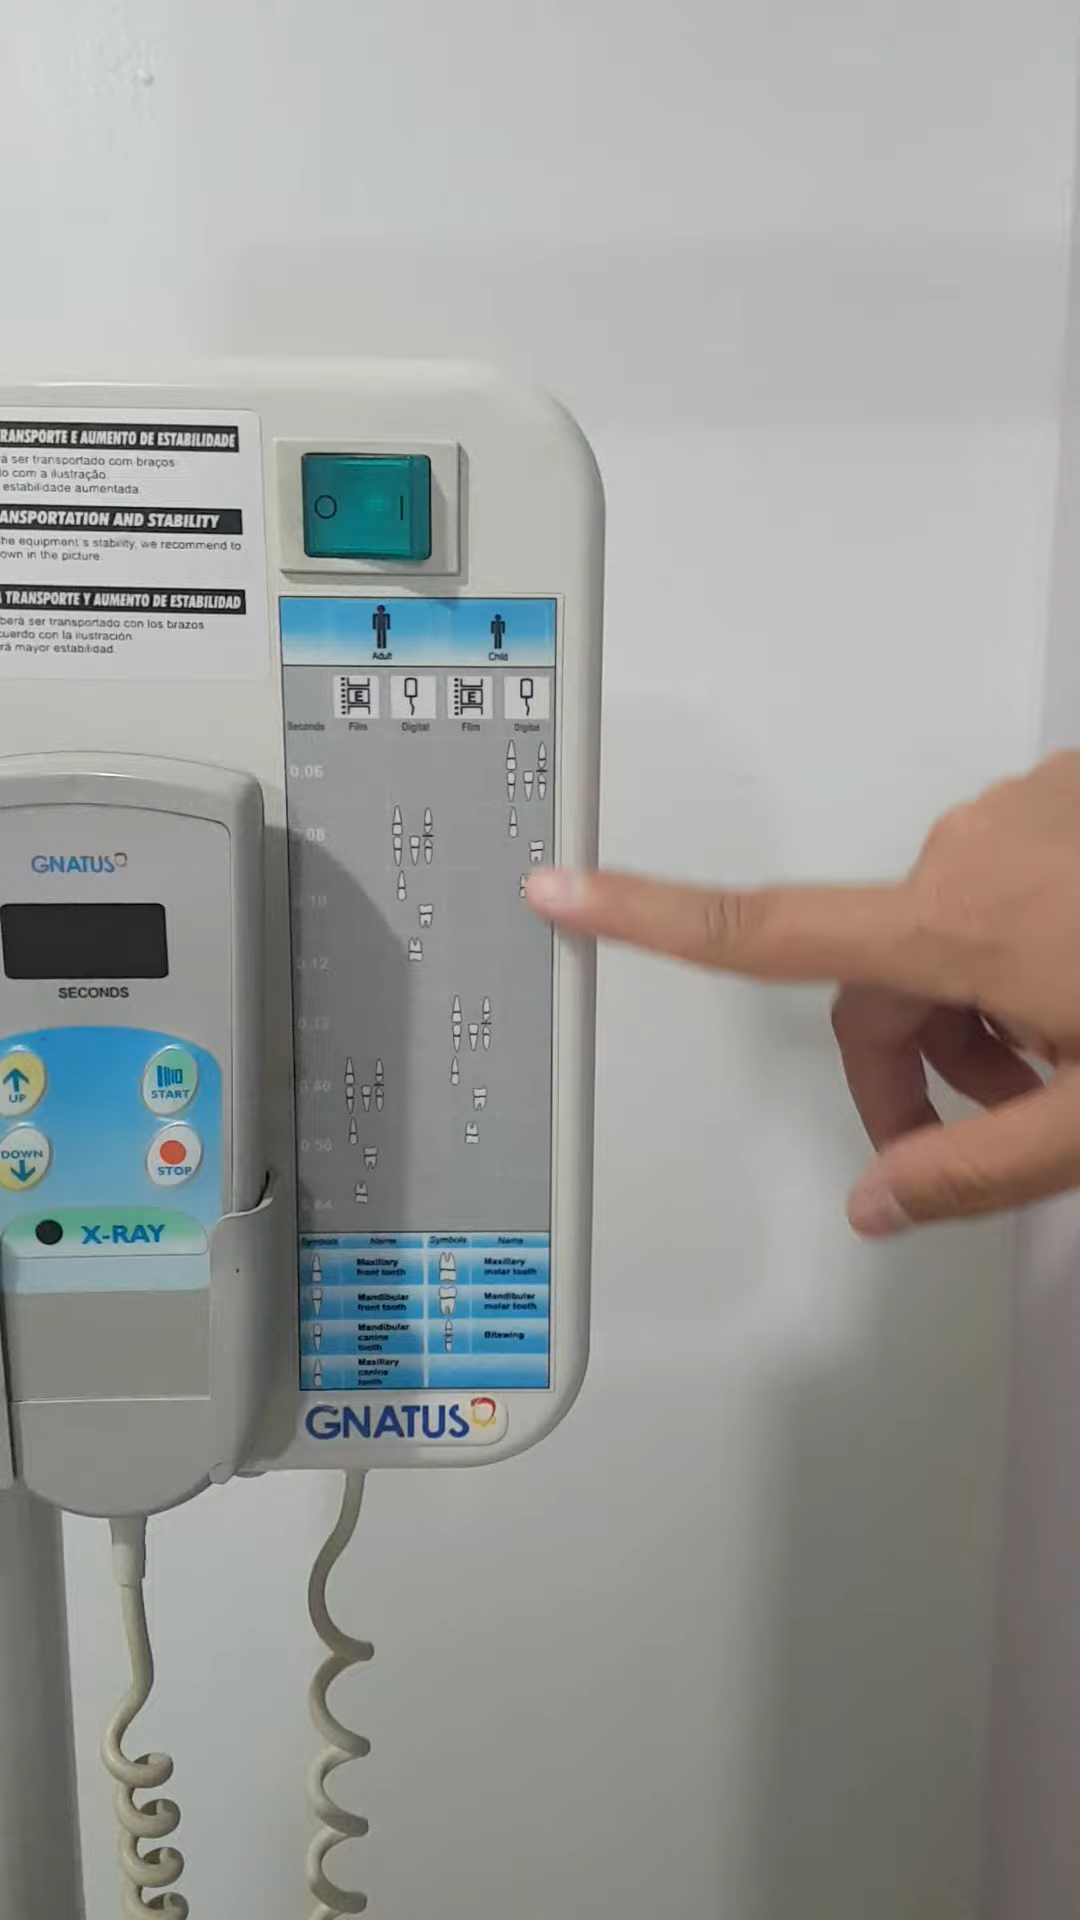 RANSPORTE E AUMENTO DE ESTABILIDADE
á ser transportado com braços
do com a ilustração.
estabilidade aumentada.
ANSPORTATION AND STABILITY
he equipment's stability, we recommend to
own in the picture.
A TRANSPORTE Y AUMENTO DE ESTABILIDAD
berá ser transportado con los brazos
cuerdo con la ilustración.
rá mayor estabilidad.
O I
Adult Child
E E
Seconds Film Digital Film Digital
0,06
0,08
0,10
0,12
0,40
0,50
GNATUS
SECONDS
UP
START
DOWN
STOP
X-RAY
Symbols Name Symbols Name
Maxillary front tooth
Maxillary molar tooth
Mandibular front tooth
Mandibular molar tooth
Mandibular canine tooth
Bitewing
Maxillary canine tooth
GNATUS